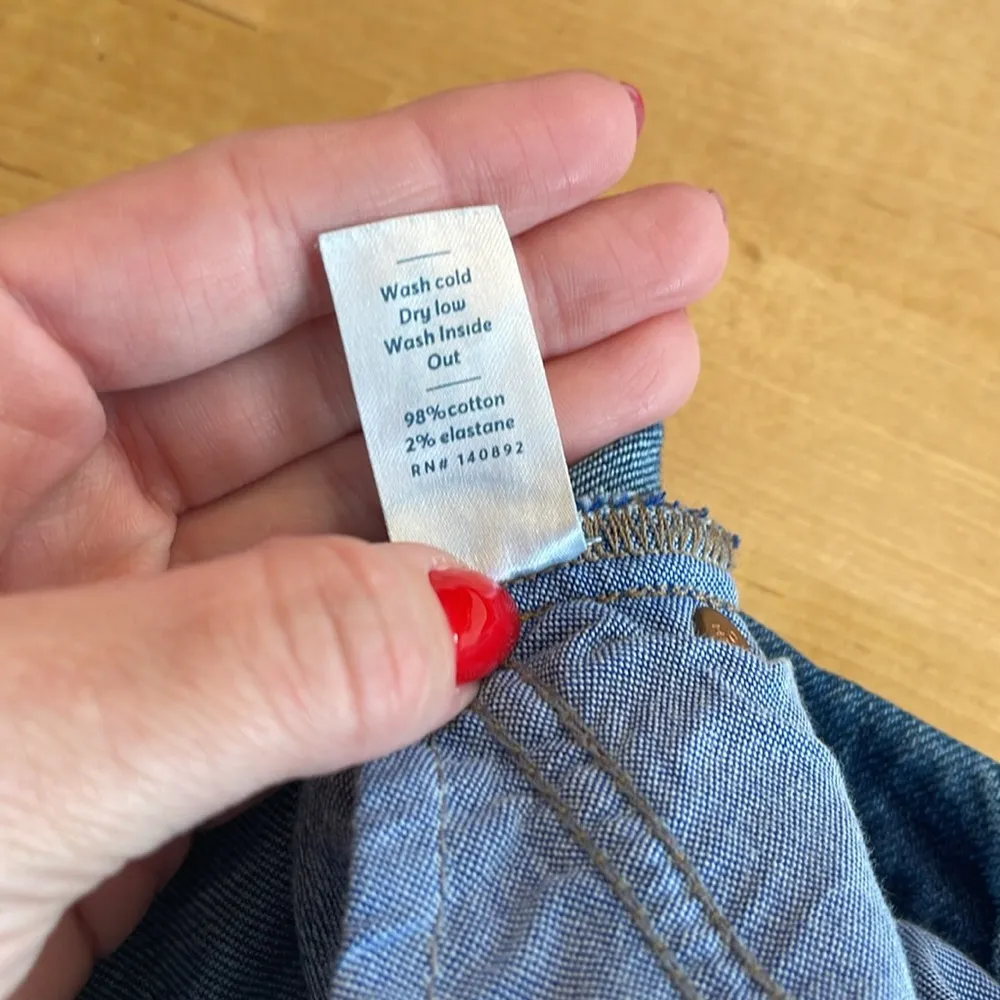 Wash cold
Dry low
Wash Inside
Out
98% cotton
2% elastane
RN# 140892